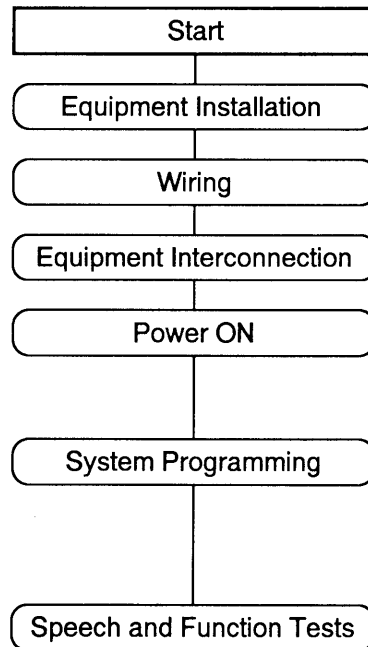 Start
Equipment Installation
Wiring
Equipment Interconnection
Power ON
System Programming
Speech and Function Tests